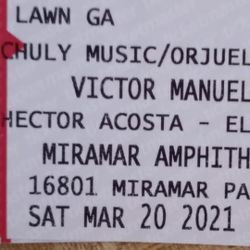 LAWN GA
CHULY MUSIC/ORJUEL
VICTOR MANUEL
HECTOR ACOSTA - EL
MIRAMAR AMPHITH
16801 MIRAMAR PA
SAT MAR 20 2021